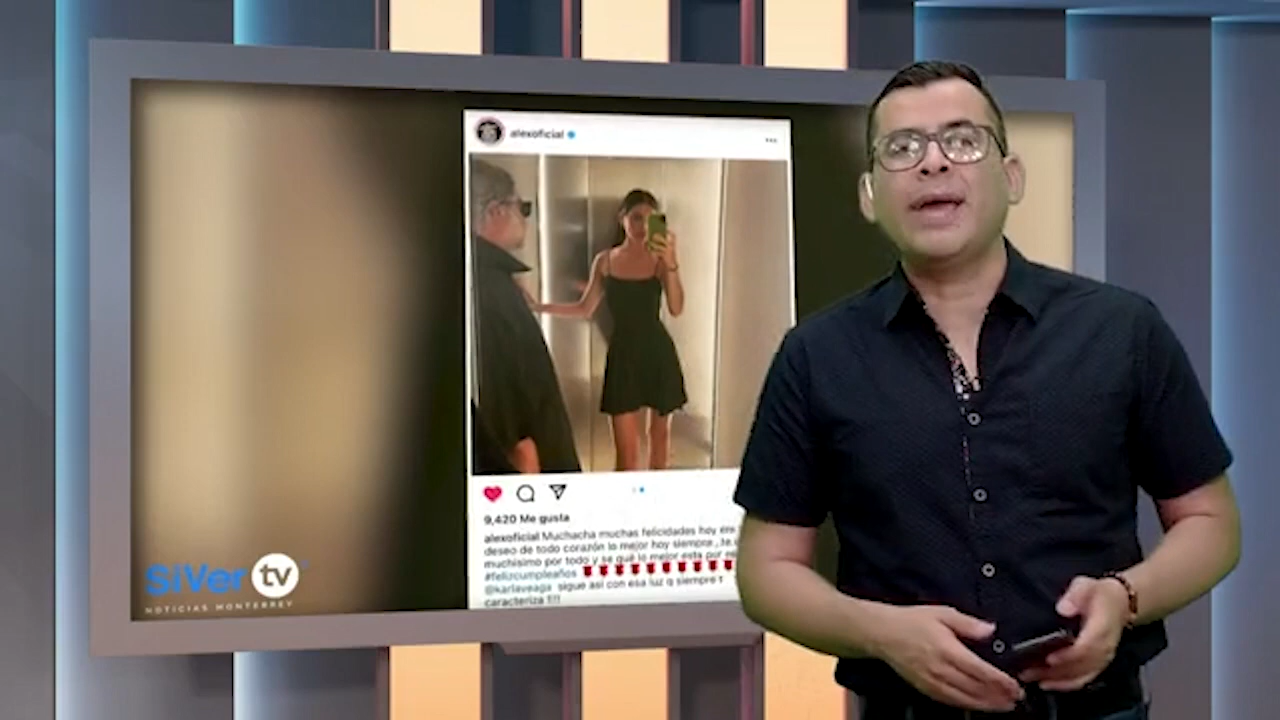 alexoficial
9,420 Me gusta
alexoficial Muchacha muchas felicidades hoy
deseo de todo corazón lo mejor hoy siempre , te
muchisimo por todo y se qué lo mejor esta por
#felizcumpleaños
@karlaveaga sigue asi con esa luz q siempre t
caracteriza !!!
SiVer tv
NOTICIAS MONTERREY